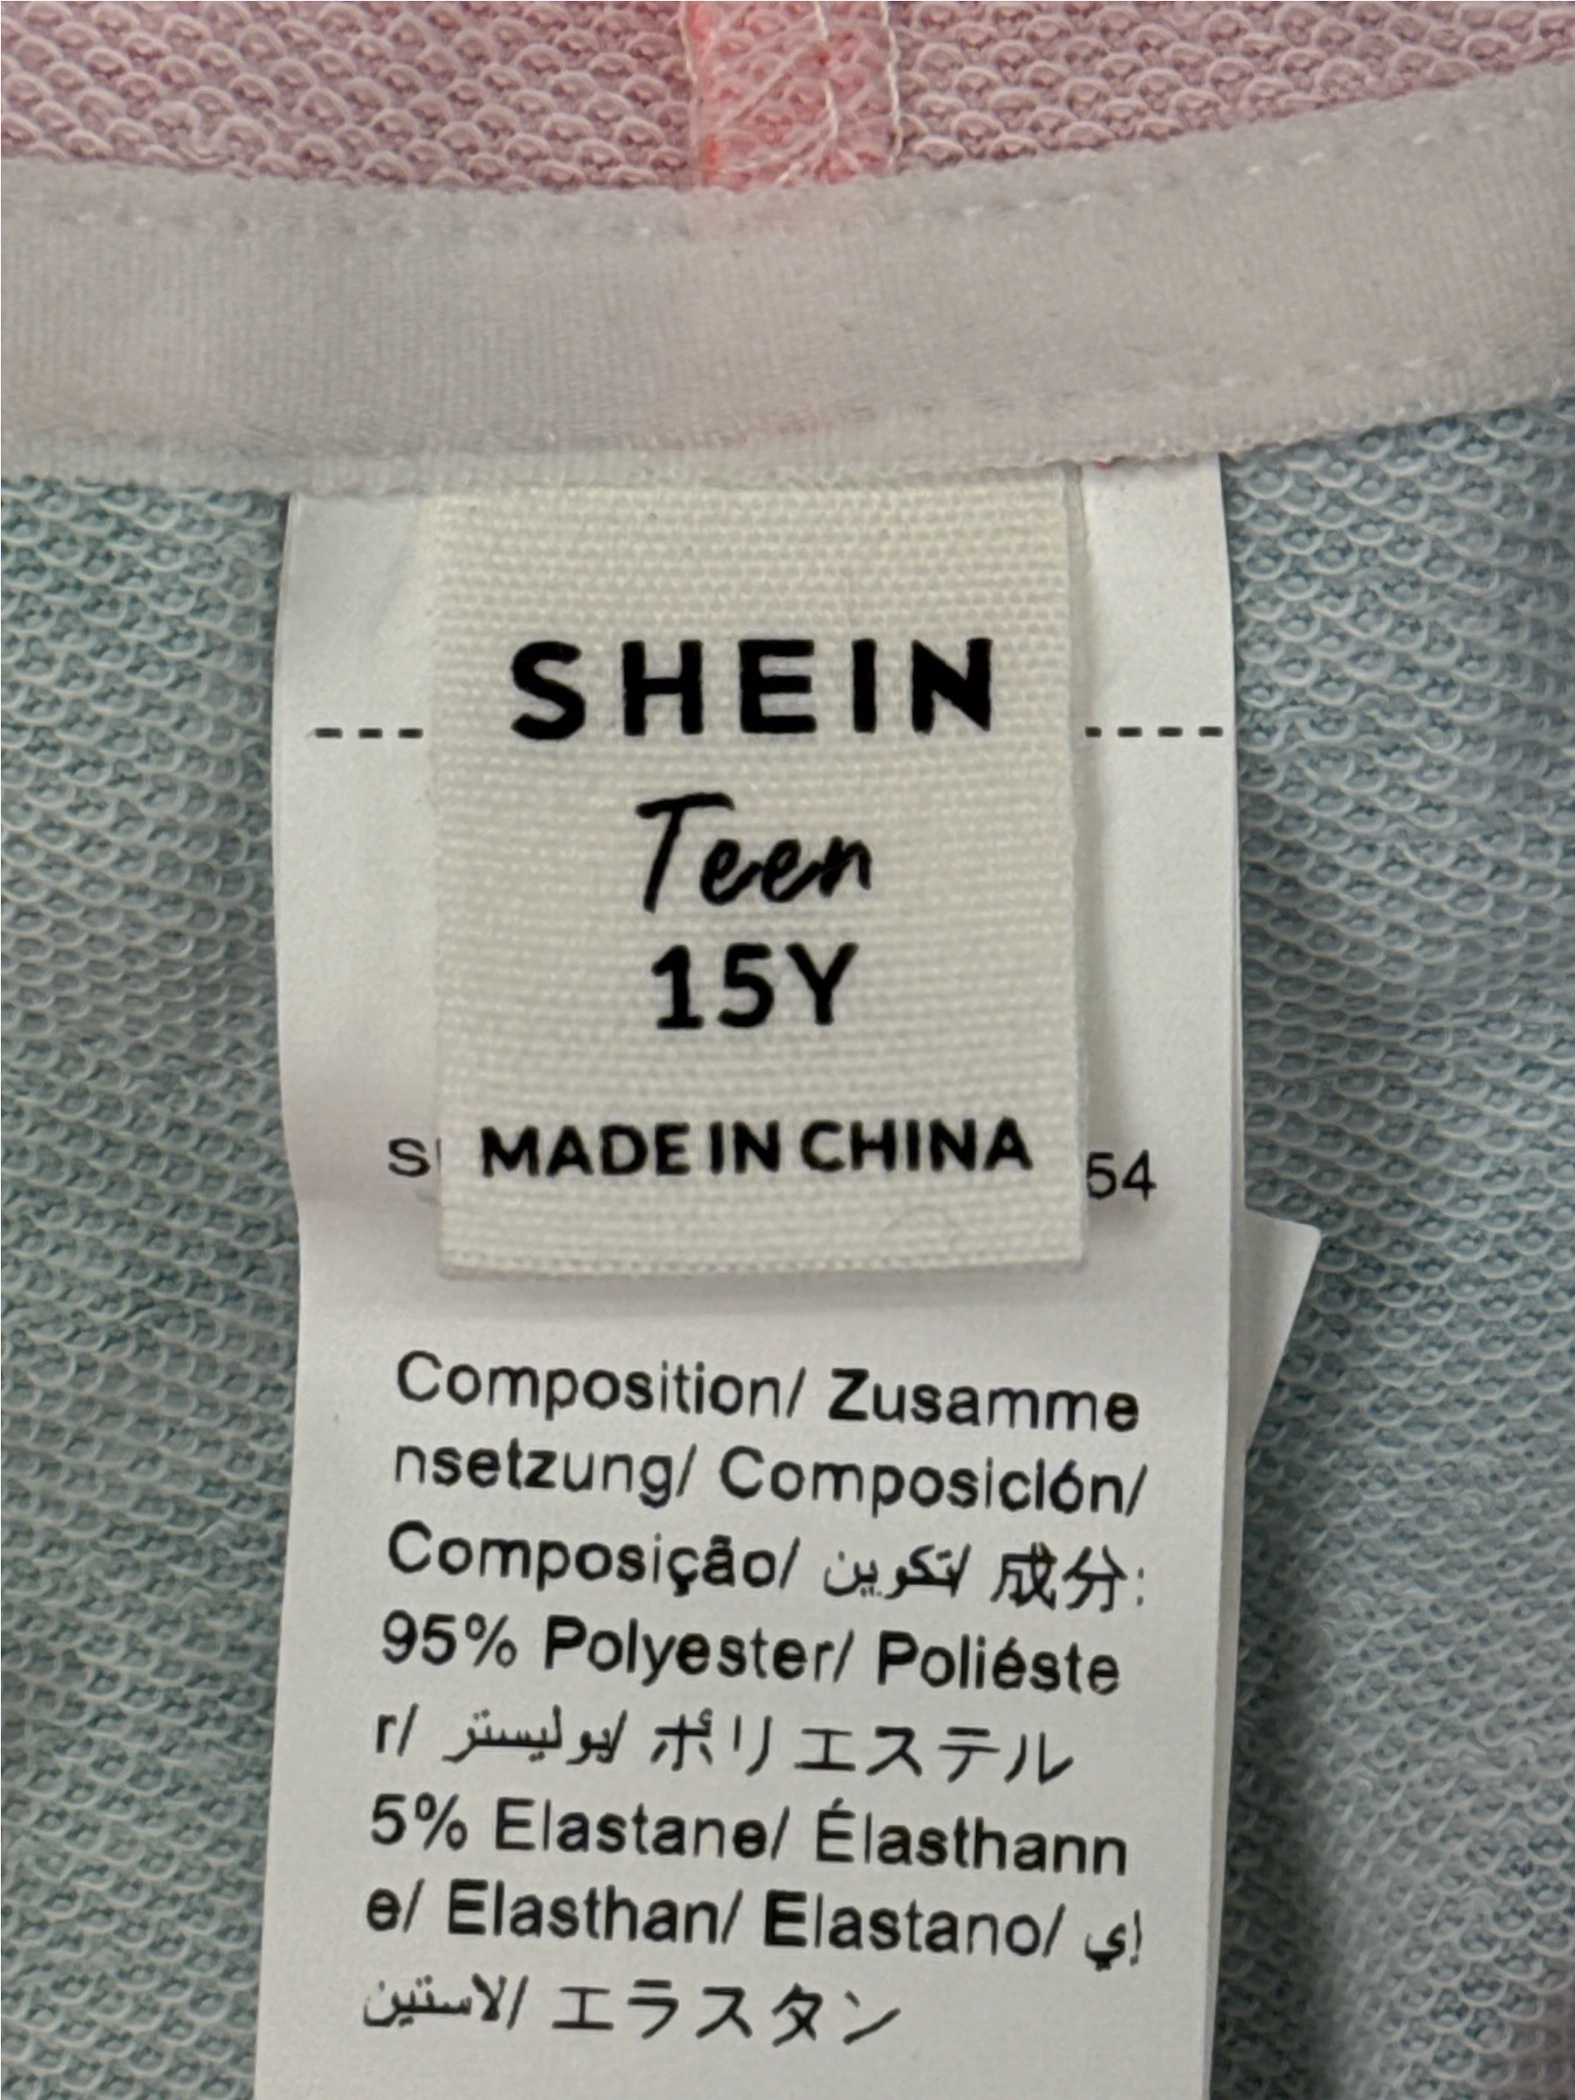 SHEIN
Teen
15Y
MADE IN CHINA
54
Composition/ Zusamme
nsetzung/ Composición/
Composição/ تكوين/ 成分:
95% Polyester/ Poliéste
r/ بوليستر/ ポリエステル
5% Elastane/ Élasthann
e/ Elasthan/ Elastano/ إي
لاستين/ エラスタン